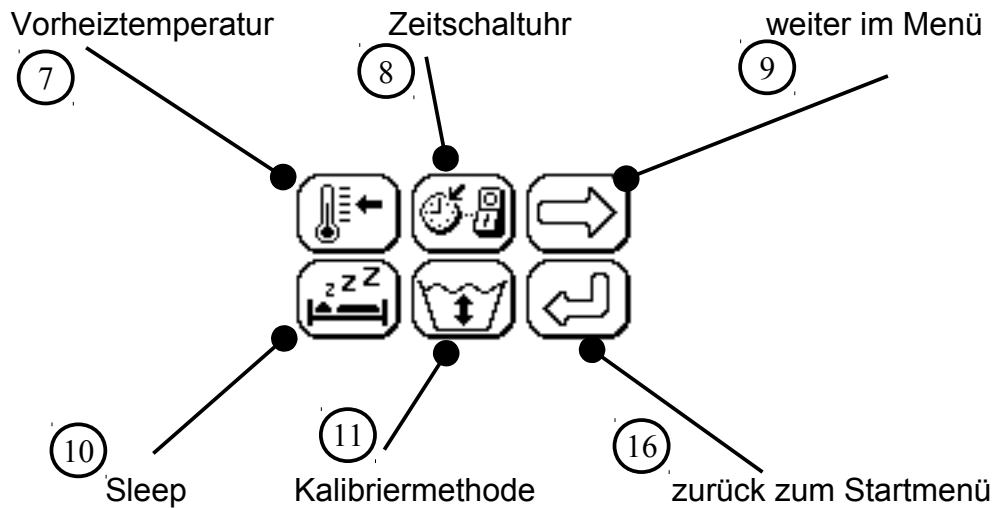 Vorheiztemperatur
Zeitschaltuhr
weiter im Menü
7
8
9
z z Z
10
11
16
Sleep
Kalibriermethode
zurück zum Startmenü